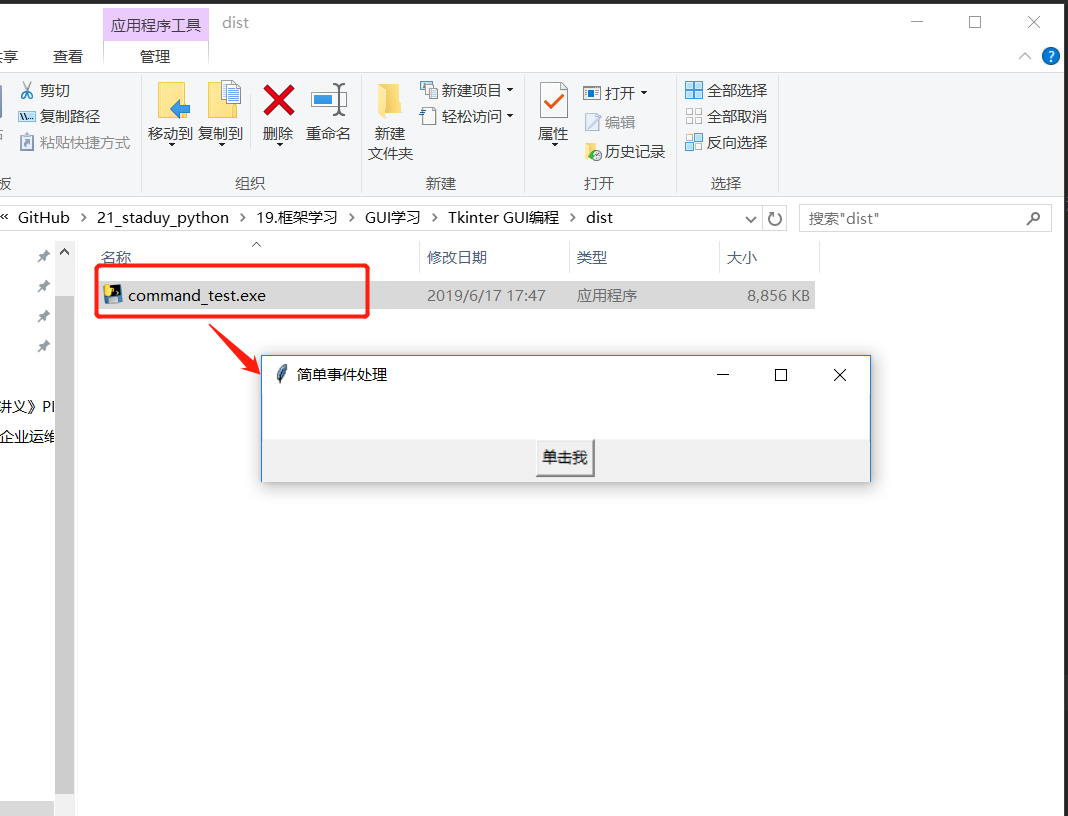 应用程序工具 dist
共享 查看 管理
剪切
复制路径
粘贴快捷方式
移动到 复制到 删除 重命名
新建
文件夹
新建项目
轻松访问
属性
打开
编辑
历史记录
全部选择
全部取消
反向选择
板 组织 新建 打开 选择
« GitHub > 21_staduy_python > 19.框架学习 > GUI学习 > Tkinter GUI编程 > dist
搜索"dist"
名称 修改日期 类型 大小
command_test.exe 2019/6/17 17:47 应用程序 8,856 KB
简单事件处理
单击我
讲义》PI
企业运维